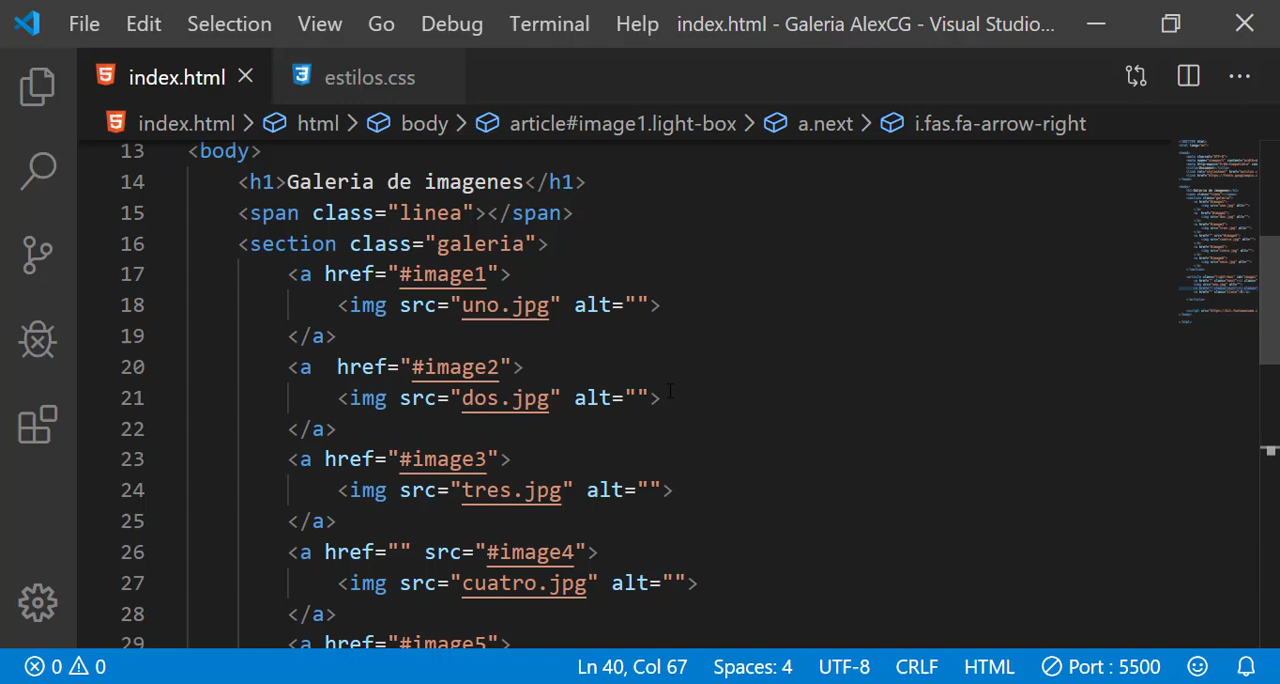 File Edit Selection View Go Debug Terminal Help index.html - Galeria AlexCG - Visual Studio...
index.html estilos.css
index.html > html > body > article#image1.light-box > a.next > i.fas.fa-arrow-right
13 <body>
14 <h1>Galeria de imagenes</h1>
15 <span class="linea"></span>
16 <section class="galeria">
17 <a href="#image1">
18 <img src="uno.jpg" alt="">
19 </a>
20 <a  href="#image2">
21 <img src="dos.jpg" alt="">
22 </a>
23 <a href="#image3">
24 <img src="tres.jpg" alt="">
25 </a>
26 <a href="" src="#image4">
27 <img src="cuatro.jpg" alt="">
28 </a>
29 <a href="#image5">
0 0 Ln 40, Col 67 Spaces: 4 UTF-8 CRLF HTML Port : 5500